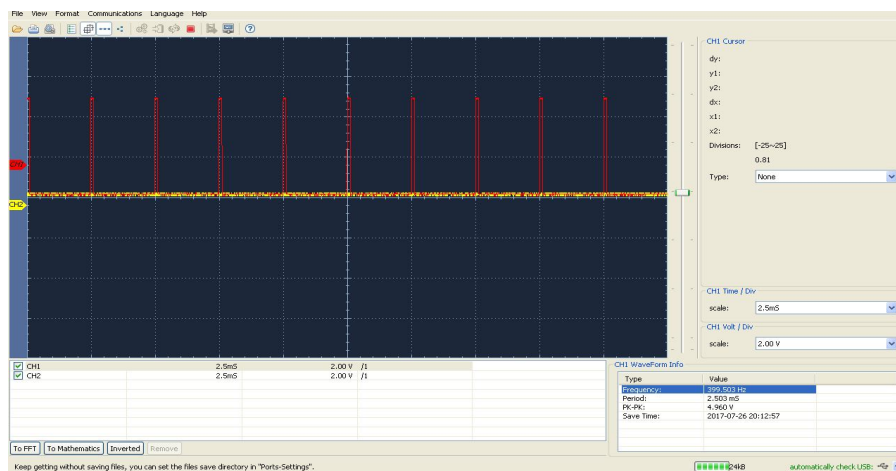 File View Format Communications Language Help
CH1 Cursor
dy:
y1:
y2:
dx:
x1:
x2:
Divisions: [-25~25]
0.81
Type: None
CH2
CH1 Time / Div
scale: 2.5mS
CH1 Volt / Div
scale: 2.00 V
CH1 2.5mS 2.00 V /1
CH2 2.5mS 2.00 V /1
CH1 WaveForm Info
Type Value
Frequency: 399.503 Hz
Period: 2.503 mS
PK-PK: 4.960 V
Save Time: 2017-07-26 20:12:57
To FFT To Mathematics Inverted Remove
Keep getting without saving files, you can set the files save directory in "Ports-Settings".
24kB automatically check USB: